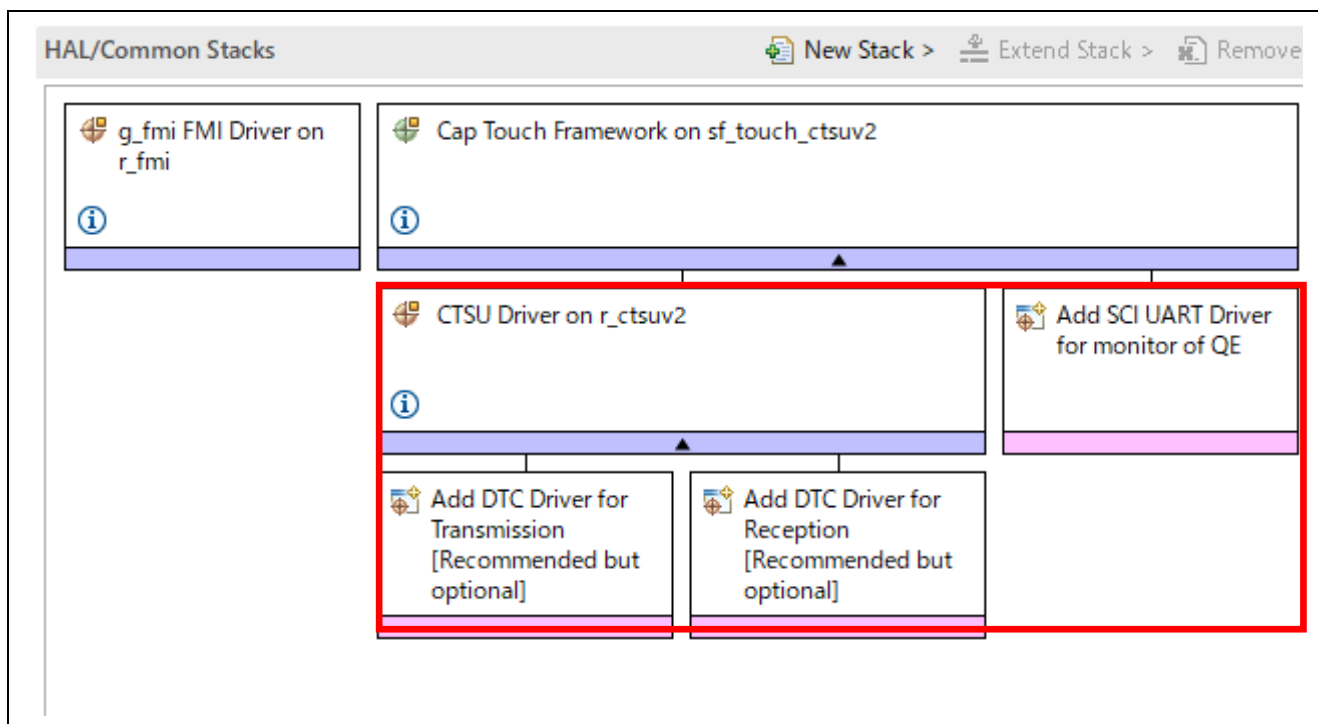 HAL/Common Stacks
New Stack >
Extend Stack >
Remove
g_fmi FMI Driver on
r_fmi
Cap Touch Framework on sf_touch_ctsuv2
CTSU Driver on r_ctsuv2
Add SCI UART Driver
for monitor of QE
Add DTC Driver for
Transmission
[Recommended but
optional]
Add DTC Driver for
Reception
[Recommended but
optional]